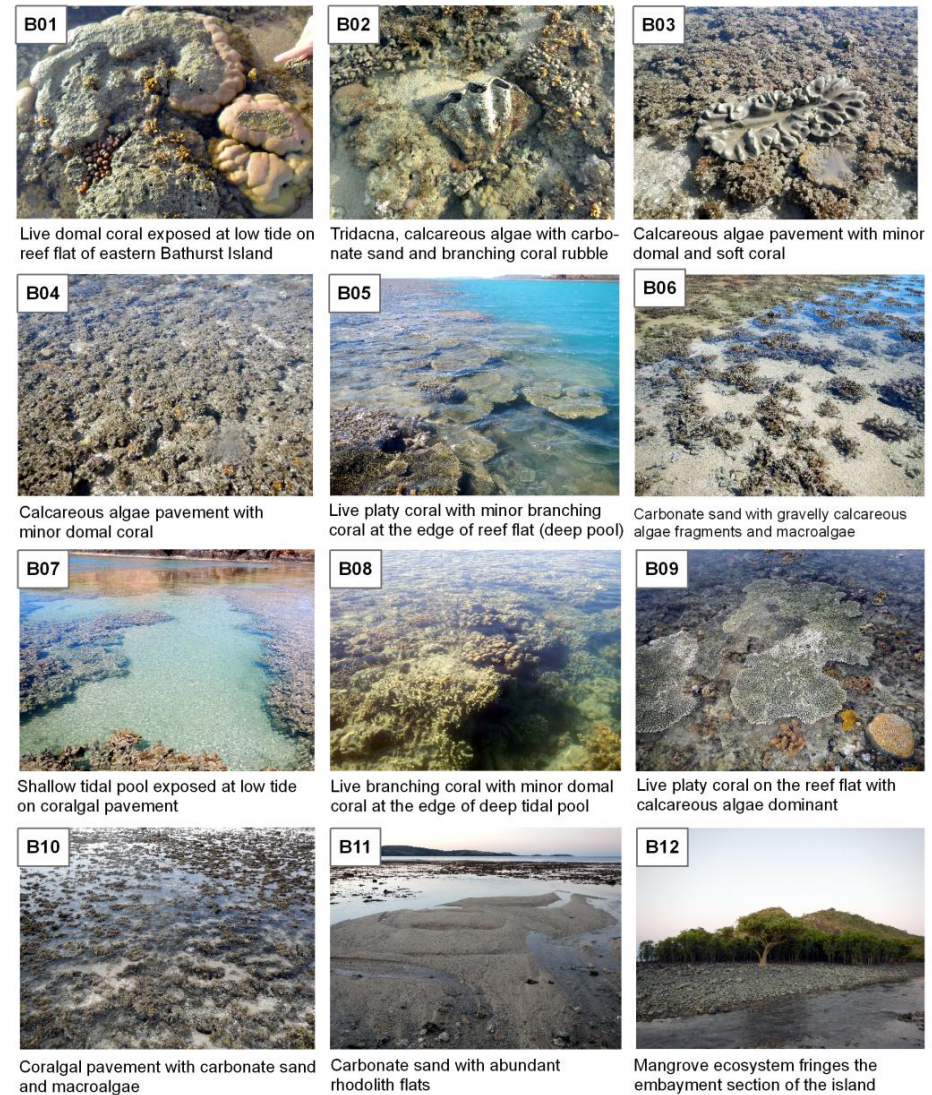 B01
B02
B03
Live domal coral exposed at low tide on
reef flat of eastern Bathurst Island
Tridacna, calcareous algae with carbo-
nate sand and branching coral rubble
Calcareous algae pavement with minor
domal and soft coral
B04
B05
B06
Calcareous algae pavement with
minor domal coral
Live platy coral with minor branching
coral at the edge of reef flat (deep pool)
Carbonate sand with gravelly calcareous
algae fragments and macroalgae
B07
B08
B09
Shallow tidal pool exposed at low tide
on coralgal pavement
Live branching coral with minor domal
coral at the edge of deep tidal pool
Live platy coral on the reef flat with
calcareous algae dominant
B10
B11
B12
Coralgal pavement with carbonate sand
and macroalgae
Carbonate sand with abundant
rhodolith flats
Mangrove ecosystem fringes the
embayment section of the island